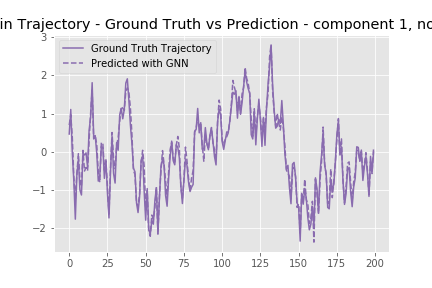 in Trajectory - Ground Truth vs Prediction - component 1, no
3
2
1
0
−1
−2
Ground Truth Trajectory
Predicted with GNN
0 25 50 75 100 125 150 175 200